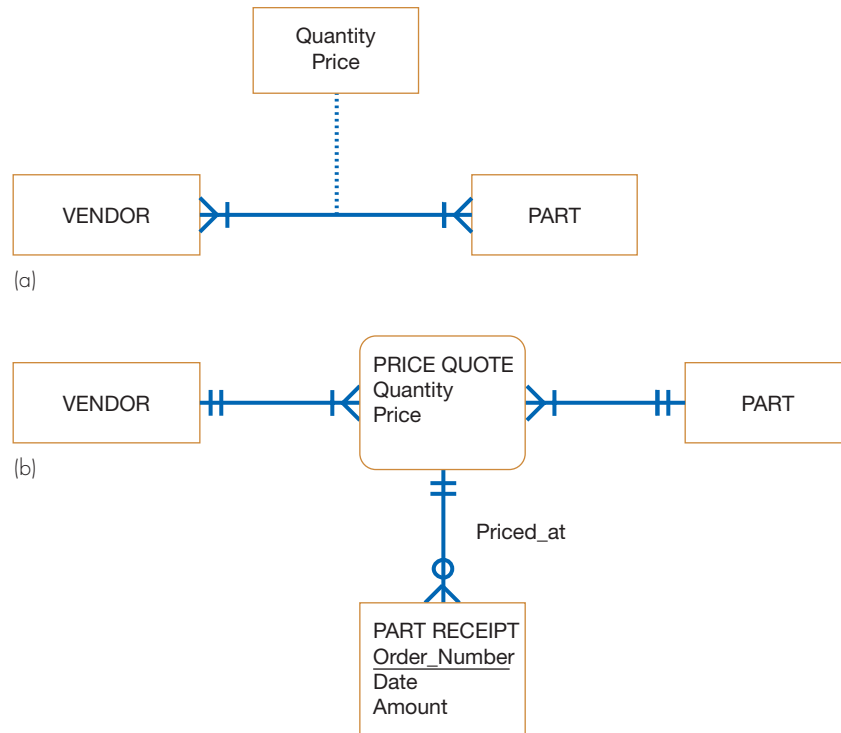 Quantity
Price
VENDOR
PART
(a)
VENDOR
PRICE QUOTE
Quantity
Price
PART
(b)
Priced_at
PART RECEIPT
Order_Number
Date
Amount